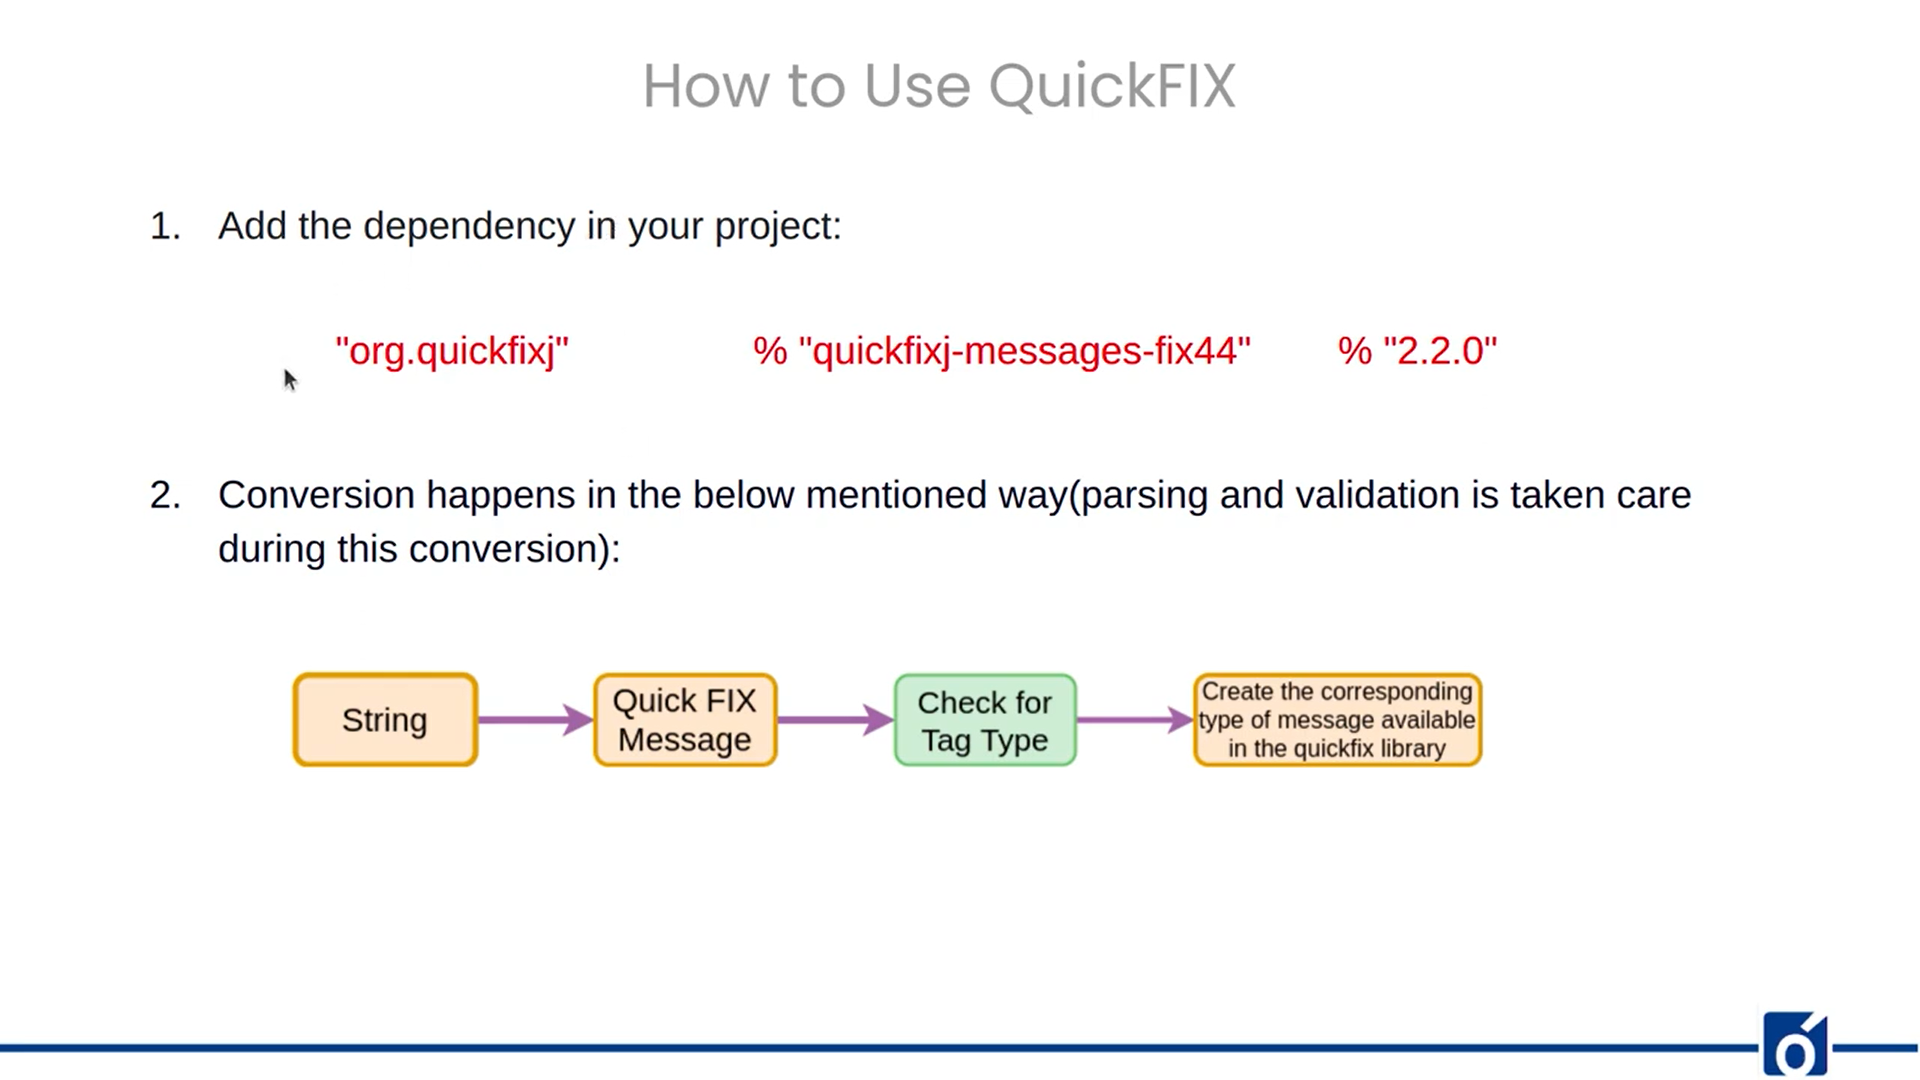 How to Use QuickFIX
1. Add the dependency in your project:
"org.quickfixj" % "quickfixj-messages-fix44" % "2.2.0"
2. Conversion happens in the below mentioned way(parsing and validation is taken care
during this conversion):
String
Quick FIX
Message
Check for
Tag Type
Create the corresponding
type of message available
in the quickfix library